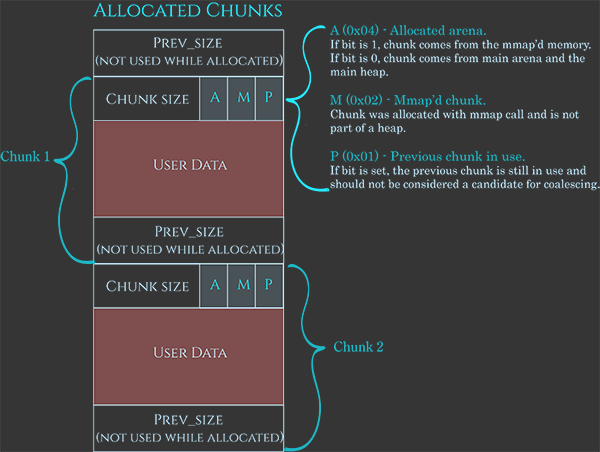 Allocated Chunks
Prev_size
(not used while allocated)
Chunk size A M P
User Data
Prev_size
(not used while allocated)
Chunk size A M P
User Data
Prev_size
(not used while allocated)
Chunk 1
Chunk 2
A (0x04) - Allocated arena.
If bit is 1, chunk comes from the mmap'd memory.
If bit is 0, chunk comes from main arena and the
main heap.
M (0x02) - Mmap'd chunk.
Chunk was allocated with mmap call and is not
part of a heap.
P (0x01) - Previous chunk in use.
If bit is set, the previous chunk is still in use and
should not be considered a candidate for coalescing.